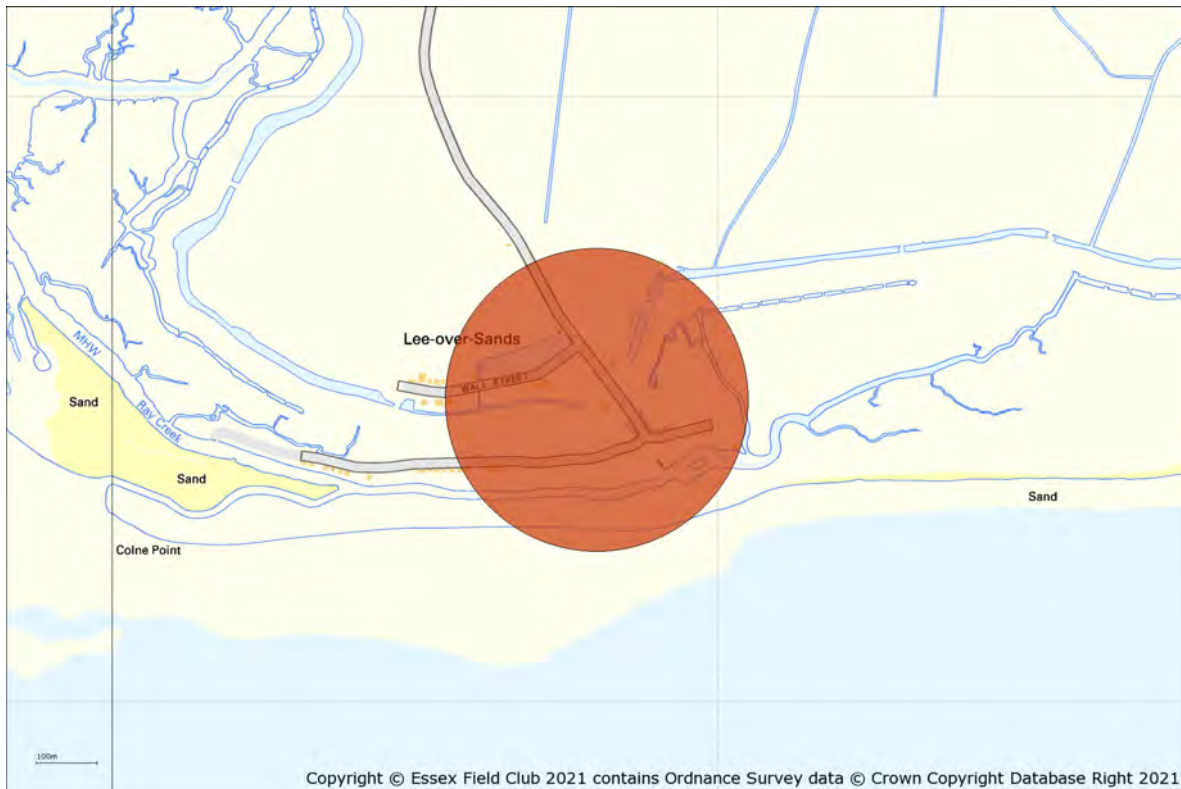 Lee-over-Sands
WALL STREET
MHW
Sand
Ray Creek
Sand
Sand
Colne Point
100m
Copyright © Essex Field Club 2021 contains Ordnance Survey data © Crown Copyright Database Right 2021